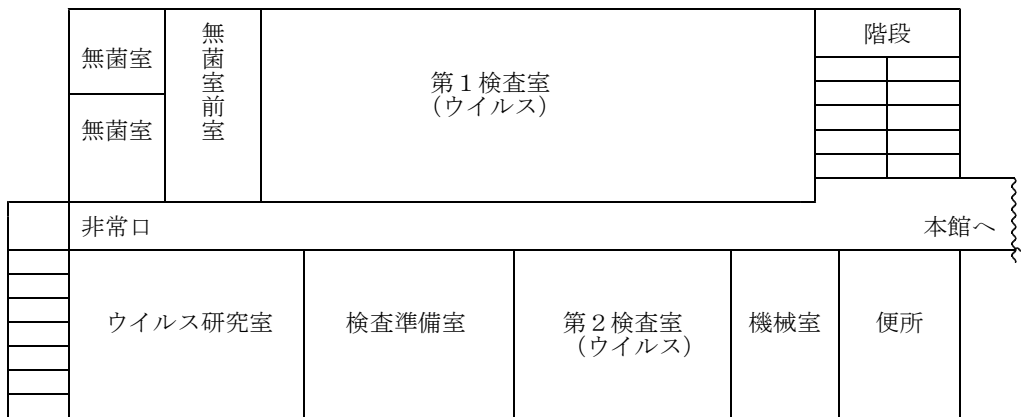 無菌室
無菌室前室
第１検査室
（ウイルス）
階段
無菌室
非常口
本館へ
ウイルス研究室
検査準備室
第２検査室
（ウイルス）
機械室
便所